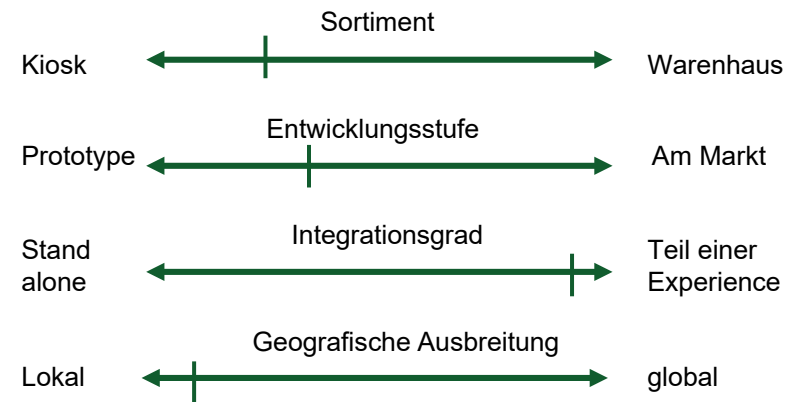 Sortiment
Kiosk
Warenhaus
Entwicklungsstufe
Prototype
Am Markt
Integrationsgrad
Stand
alone
Teil einer
Experience
Geografische Ausbreitung
Lokal
global